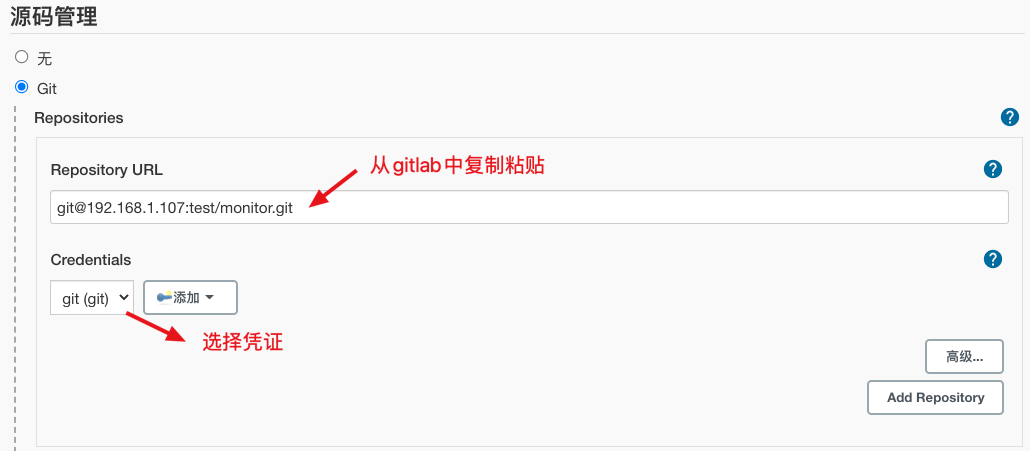 源码管理
无
Git
Repositories
?
从gitlab中复制粘贴
Repository URL
?
git@192.168.1.107:test/monitor.git
Credentials
?
git (git)
添加
选择凭证
高级...
Add Repository